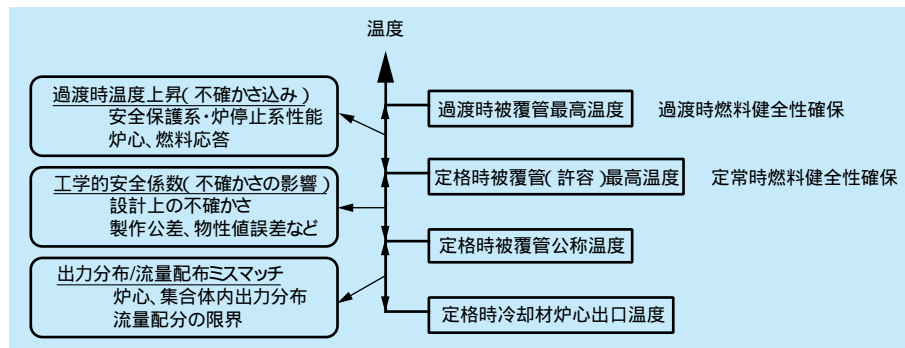 温度
過渡時温度上昇(不確かさ込み)
安全保護系・炉停止系性能
炉心、燃料応答
過渡時被覆管最高温度
過渡時燃料健全性確保
工学的安全係数(不確かさの影響)
設計上の不確かさ
製作公差、物性値誤差など
定格時被覆管(許容)最高温度
定常時燃料健全性確保
定格時被覆管公称温度
出力分布/流量配布ミスマッチ
炉心、集合体内出力分布
流量配分の限界
定格時冷却材炉心出口温度